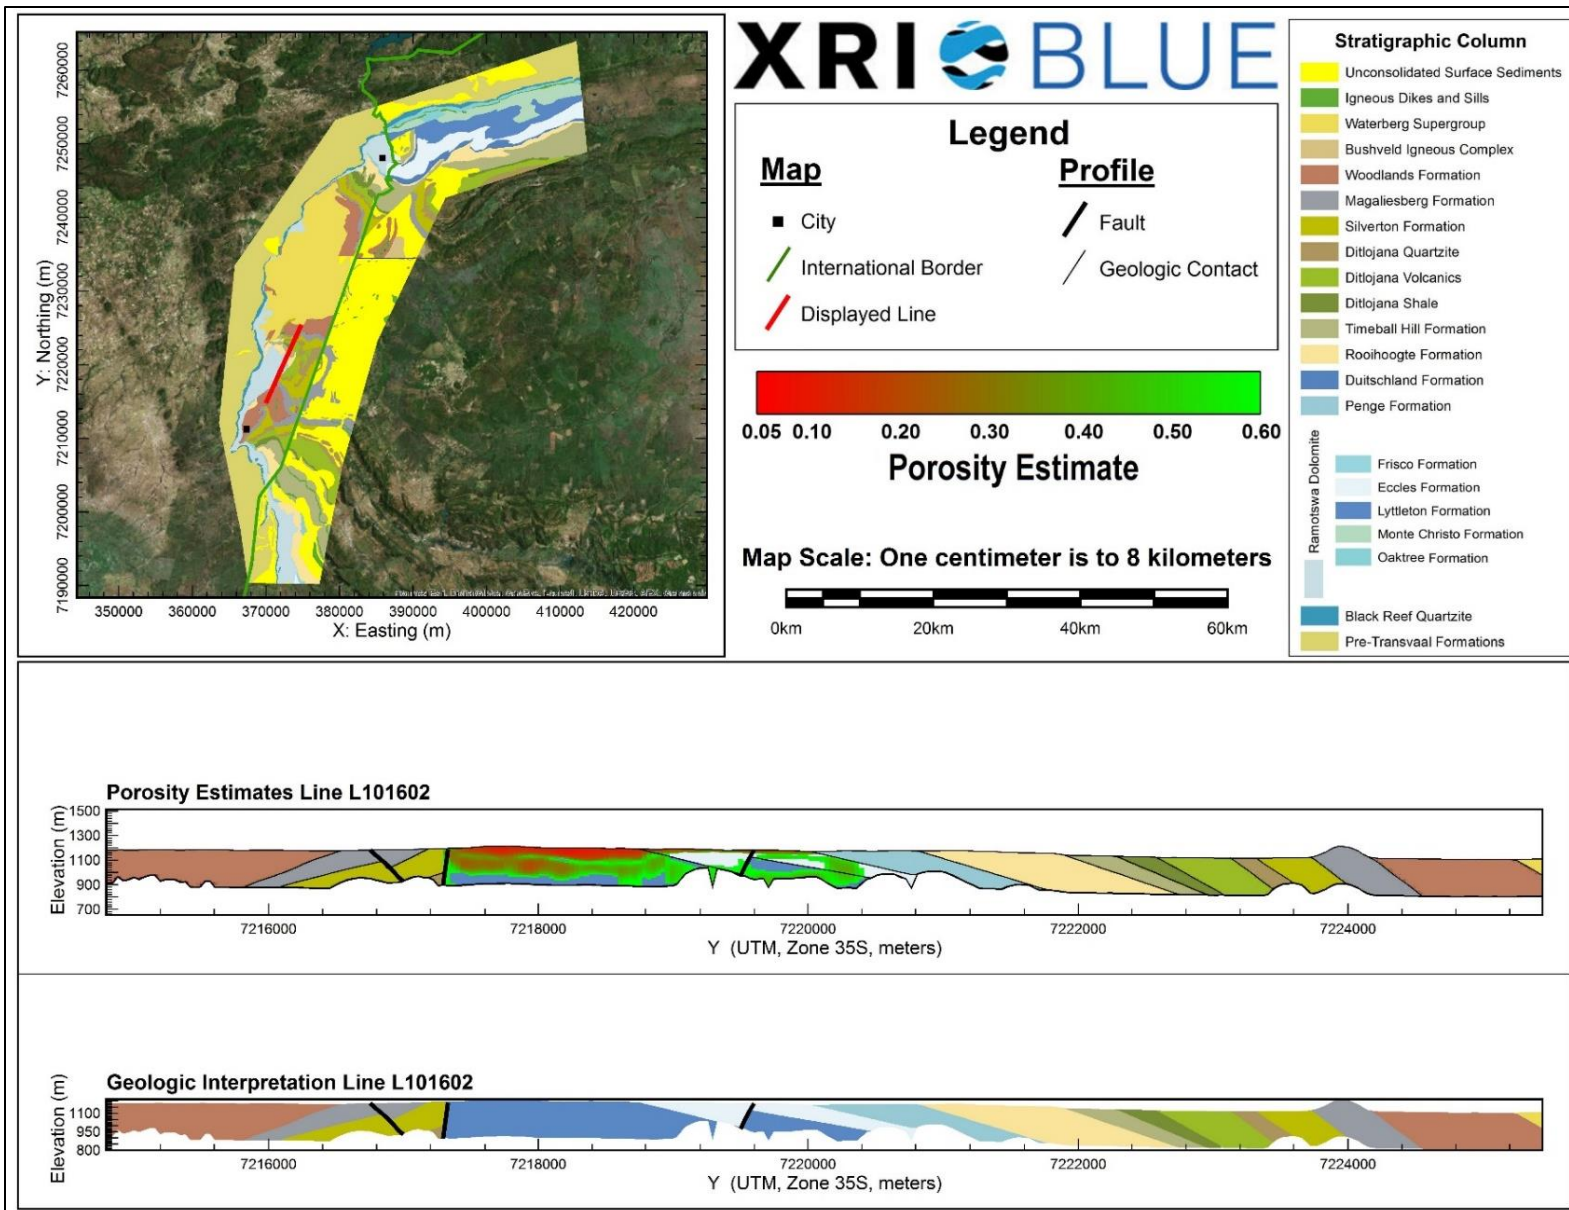 XRI BLUE
7260000
7250000
7240000
7230000
7220000
7210000
7200000
7190000
Y: Northing (m)
350000 360000 370000 380000 390000 400000 410000 420000
X: Easting (m)
Legend
Map
City
International Border
Displayed Line
Profile
Fault
Geologic Contact
0.05 0.10 0.20 0.30 0.40 0.50 0.60
Porosity Estimate
Map Scale: One centimeter is to 8 kilometers
0km 20km 40km 60km
Stratigraphic Column
Unconsolidated Surface Sediments
Igneous Dikes and Sills
Waterberg Supergroup
Bushveld Igneous Complex
Woodlands Formation
Magaliesberg Formation
Silverton Formation
Ditlojana Quartzite
Ditlojana Volcanics
Ditlojana Shale
Timeball Hill Formation
Rooihoogte Formation
Duitschland Formation
Penge Formation
Ramotswa Dolomite
Frisco Formation
Eccles Formation
Lyttleton Formation
Monte Christo Formation
Oaktree Formation
Black Reef Quartzite
Pre-Transvaal Formations
Porosity Estimates Line L101602
Elevation (m)
1500
1300
1100
900
700
7216000 7218000 7220000 7222000 7224000
Y (UTM, Zone 35S, meters)
Geologic Interpretation Line L101602
Elevation (m)
1100
950
800
7216000 7218000 7220000 7222000 7224000
Y (UTM, Zone 35S, meters)